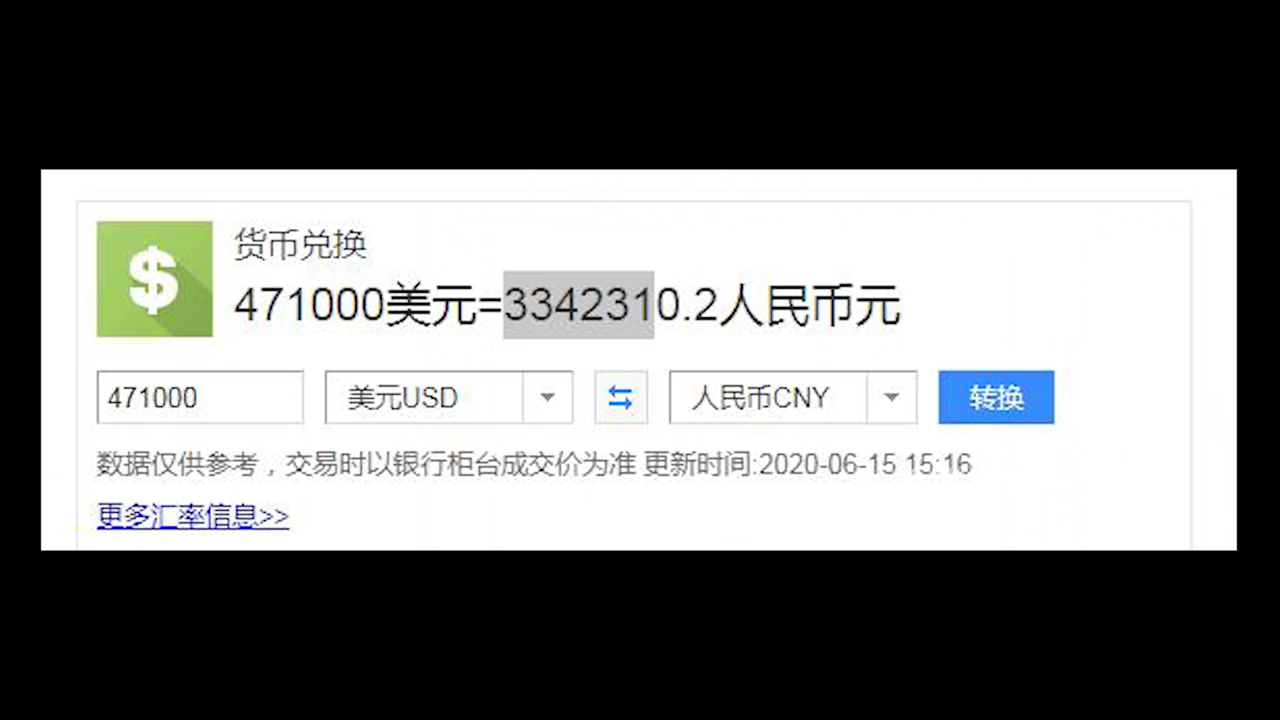 货币兑换
471000美元=3342310.2人民币元
471000 美元USD 人民币CNY 转换
数据仅供参考，交易时以银行柜台成交价为准 更新时间:2020-06-15 15:16
更多汇率信息>>